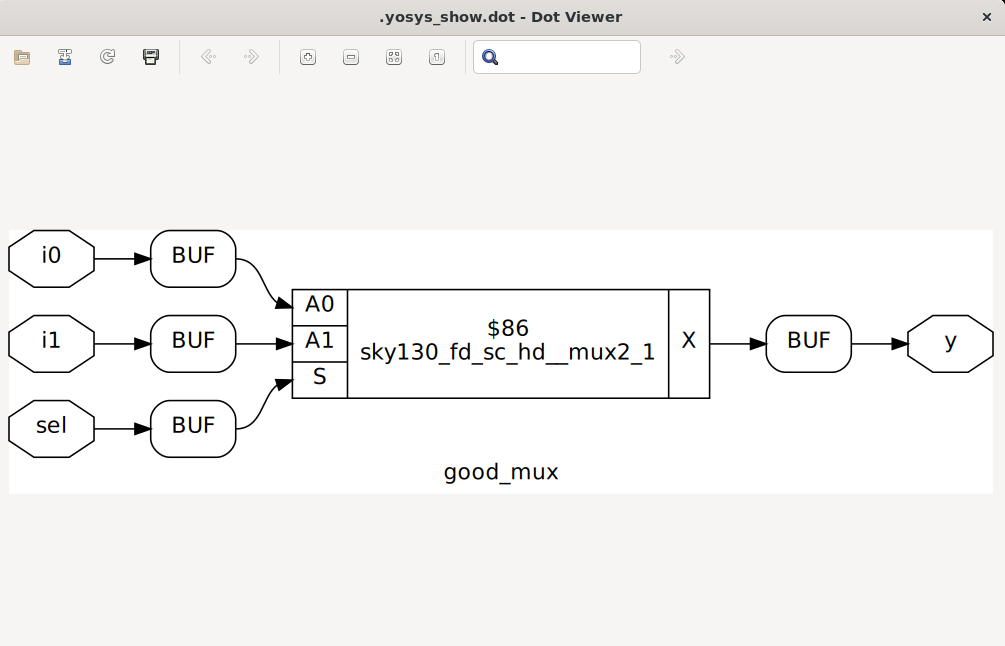 .yosys_show.dot - Dot Viewer
i0
BUF
i1
BUF
sel
BUF
A0
A1
S
$86
sky130_fd_sc_hd__mux2_1
X
BUF
y
good_mux